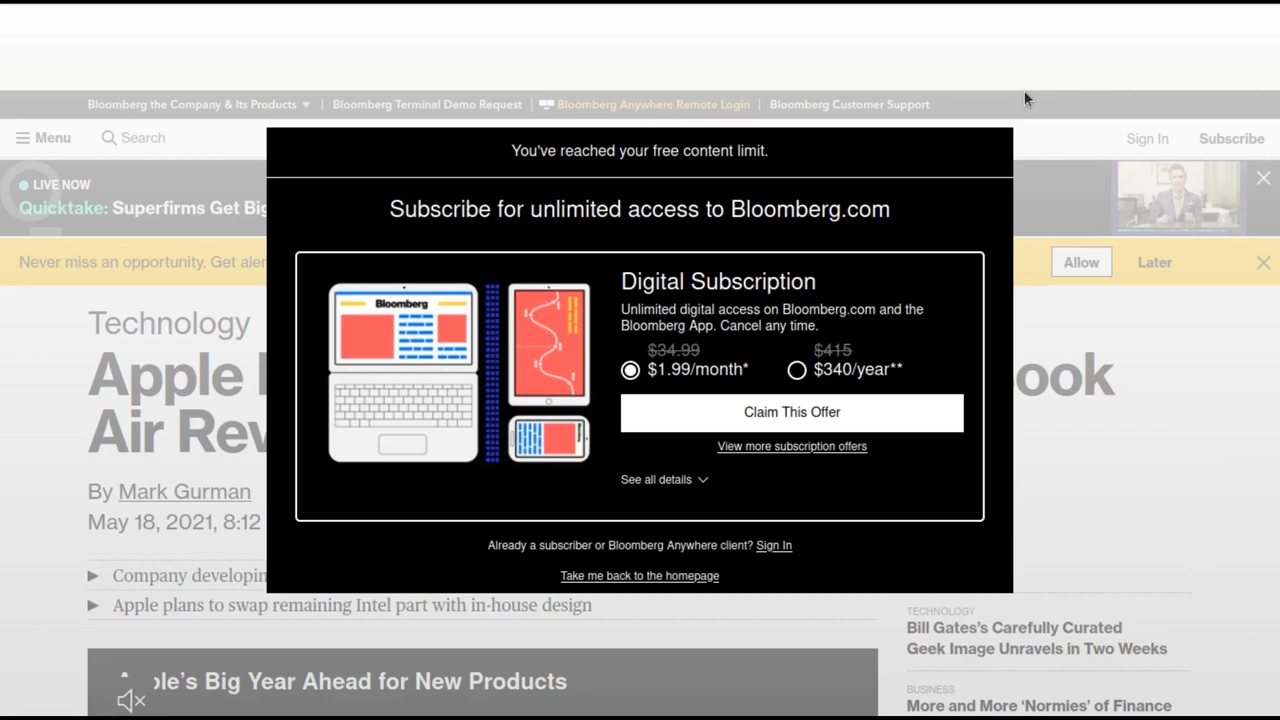 Bloomberg the Company & Its Products
Bloomberg Terminal Demo Request
Bloomberg Anywhere Remote Login
Bloomberg Customer Support
Menu
Search
Sign In
Subscribe
LIVE NOW
Quicktake: Superfirms Get Big
Never miss an opportunity. Get aler
Allow
Later
You've reached your free content limit.
Subscribe for unlimited access to Bloomberg.com
Bloomberg
Digital Subscription
Unlimited digital access on Bloomberg.com and the
Bloomberg App. Cancel any time.
$34.99
$1.99/month*
$415
$340/year**
Claim This Offer
View more subscription offers
See all details
Already a subscriber or Bloomberg Anywhere client? Sign In
Take me back to the homepage
Technology
Apple ook
Air Rev
By Mark Gurman
May 18, 2021, 8:12
Company developin
Apple plans to swap remaining Intel part with in-house design
ple’s Big Year Ahead for New Products
TECHNOLOGY
Bill Gates’s Carefully Curated
Geek Image Unravels in Two Weeks
BUSINESS
More and More ‘Normies’ of Finance